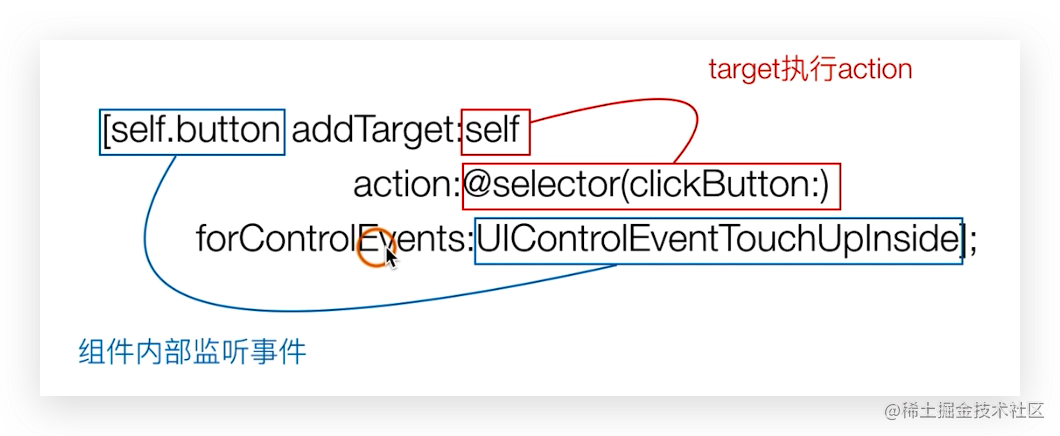 target执行action
[self.button addTarget:self
action:@selector(clickButton:)
forControlEvents:UIControlEventTouchUpInside];
组件内部监听事件
@稀土掘金技术社区